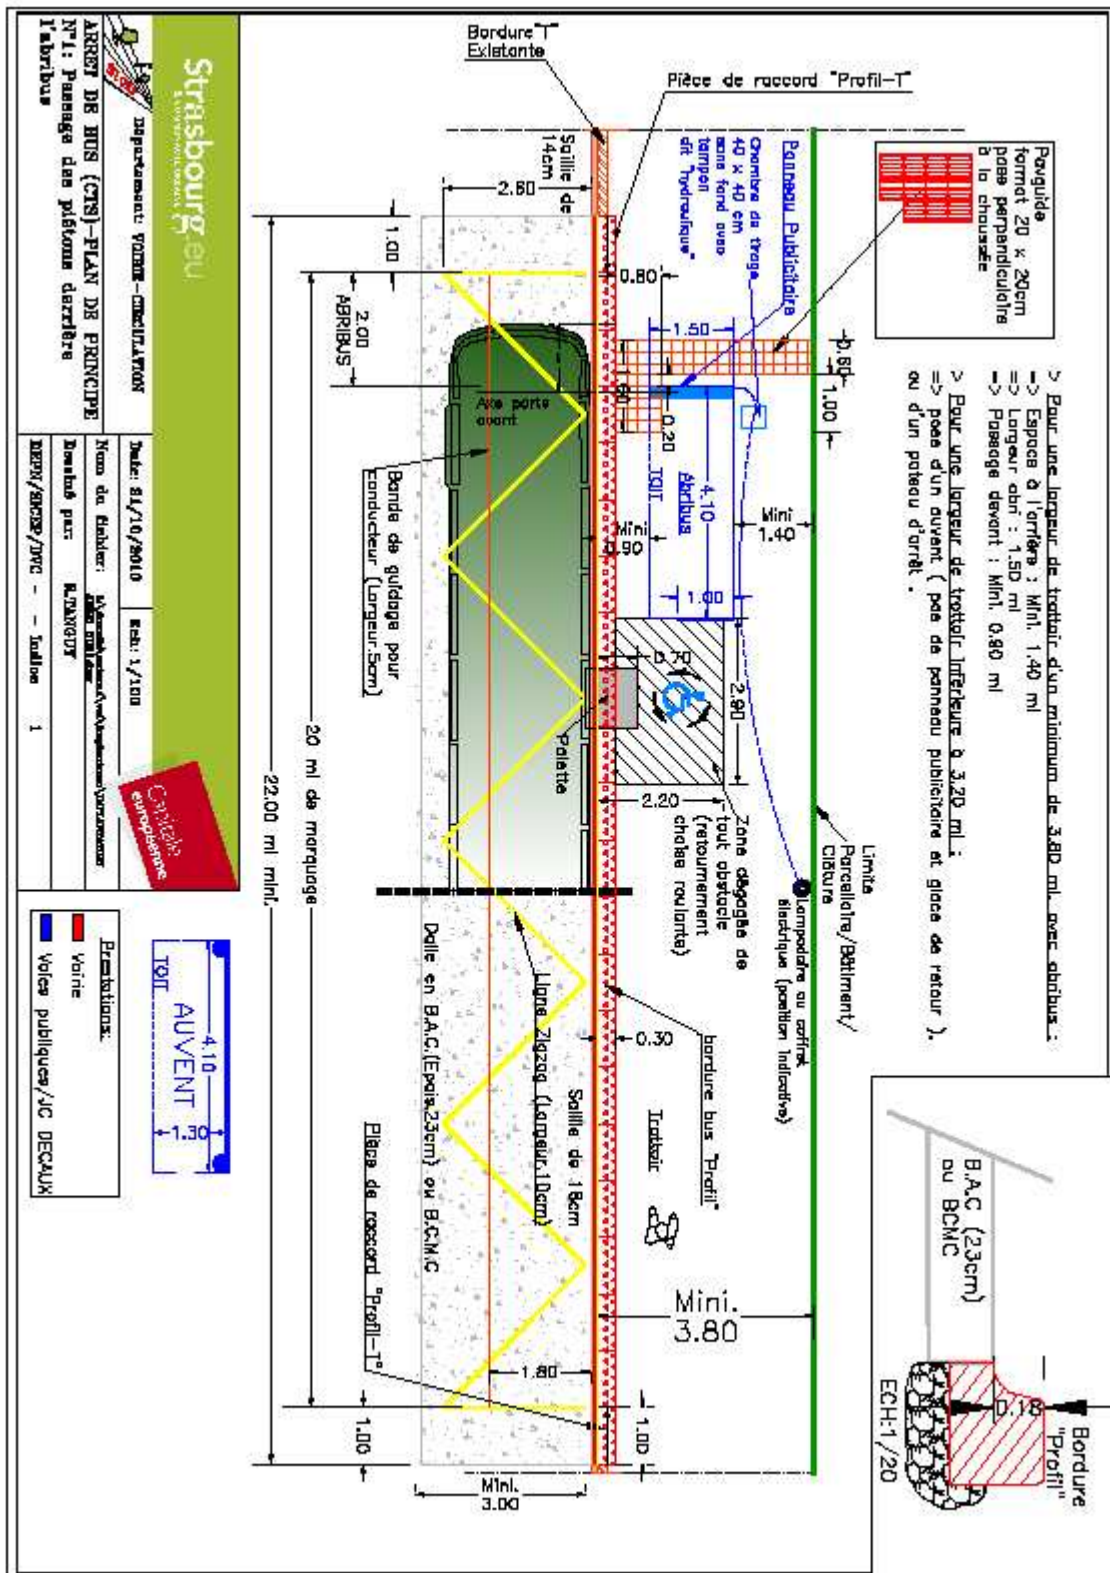 Pavguide
format 20 x 20cm
pose perpendiculaire
à la chaussée
> Pour une largeur de trottoir d'un minimum de 3.80 ml. avec abribus :
-> Espace à l'arrière : Mini. 1.40 ml
=> Largeur abri : 1.50 ml
-> Passage devant : Mini. 0.90 ml
> Pour une largeur de trottoir inférieure à 3.20 ml :
=> pose d'un auvent ( pas de panneau publicitaire et glace de retour ).
ou d'un poteau d'arrêt .
B.A.C (23cm)
ou BCMC
0.18
Bordure
"Profil"
ECH:1/20
Bordure "T"
Existante
Pièce de raccord "Profil-T"
Panneau Publicitaire
Chambre de tirage
40 x 40 cm
sans fond avec
tampon
dit "hydraulique"
Saillie de
14cm
2.60
1.00
0.80
1.50
0.60
1.00
0.20
2.00
ABRIBUS
Axe porte
avant
TOIT
Abribus
4.10
Mini
0.90
Mini
1.40
1.00
0.70
2.90
2.20
Palette
Zone dégagée de
tout obstacle
(retournement
chaise roulante)
Limite
Parcellaire/Bâtiment/
Clôture
Lampadaire ou coffret
électrique (position indicative)
Bande de guidage pour
conducteur (Largeur.5cm)
Ligne Zigzag (Largeur.10cm)
0.30
bordure bus "Profil"
Trottoir
Saillie de 18cm
Dalle en B.A.C.(Epais.23cm) ou B.C.M.C
Mini.
3.80
1.80
1.00
1.00
Mini.
3.00
Pièce de raccord "Profil-T"
20 ml de marquage
22.00 ml mini.
TOIT
AUVENT
4.10
1.30
Prestations:
Voirie
Voies publiques/JC DECAUX
Strasbourg.eu
Capitale
européenne
Département: VOIRIE-CIRCULATION
ARRET DE BUS (CTS)-PLAN DE PRINCIPE
N°1: Passage des piétons derrière
l'abribus
Ech: 1/100
Nom du fichier:
Dessiné par: R.TANGUY
Indice 1